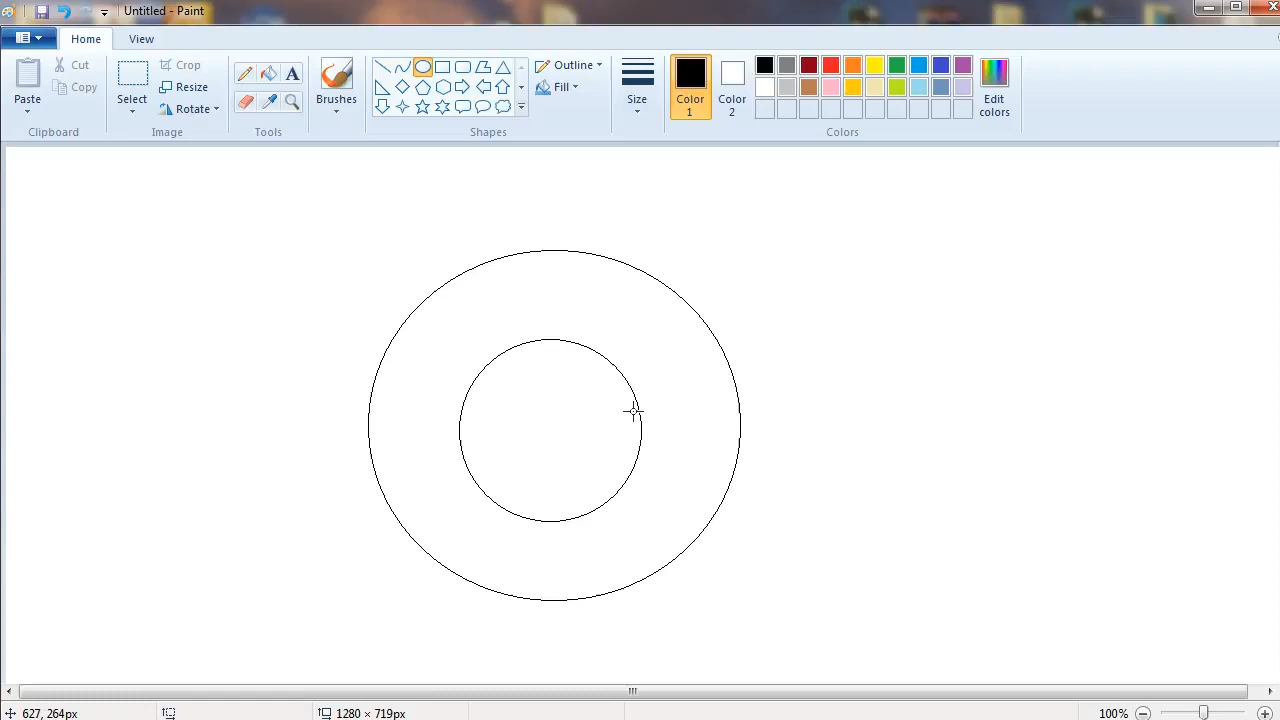 Untitled - Paint
Home View
Paste
Cut
Copy
Clipboard
Select
Crop
Resize
Rotate
Image
A
Tools
Brushes
Outline
Fill
Shapes
Size
Color 1
Color 2
Edit colors
Colors
627, 264px
1280 × 719px
100%